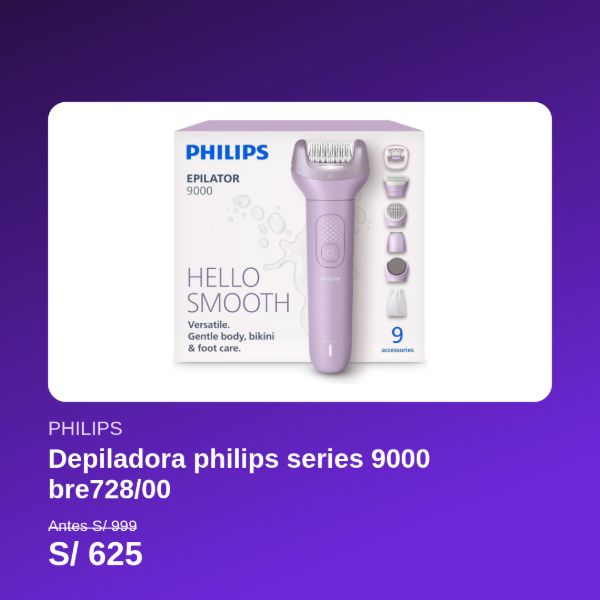 PHILIPS
EPILATOR
9000
HELLO
SMOOTH
Versatile.
Gentle body, bikini
& foot care.
PHILIPS
9
accessories
PHILIPS
Depiladora philips series 9000
bre728/00
Antes S/ 999
S/ 625